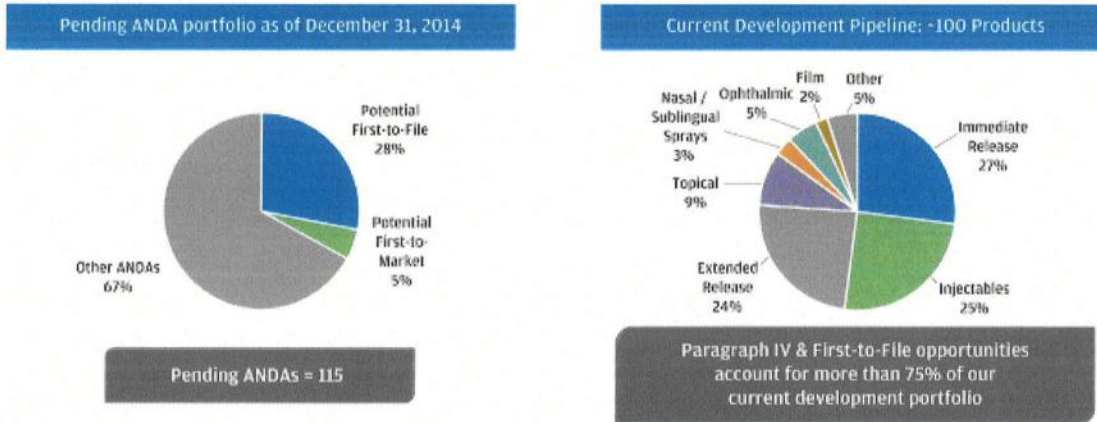 Pending ANDA portfolio as of December 31, 2014
Potential
First-to-File
28%
Potential
First-to-
Market
5%
Other ANDAs
67%
Pending ANDAs = 115
Current Development Pipeline: ~100 Products
Film
2%
Other
5%
Ophthalmic
5%
Nasal /
Sublingual
Sprays
3%
Topical
9%
Extended
Release
24%
Immediate
Release
27%
Injectables
25%
Paragraph IV & First-to-File opportunities
account for more than 75% of our
current development portfolio